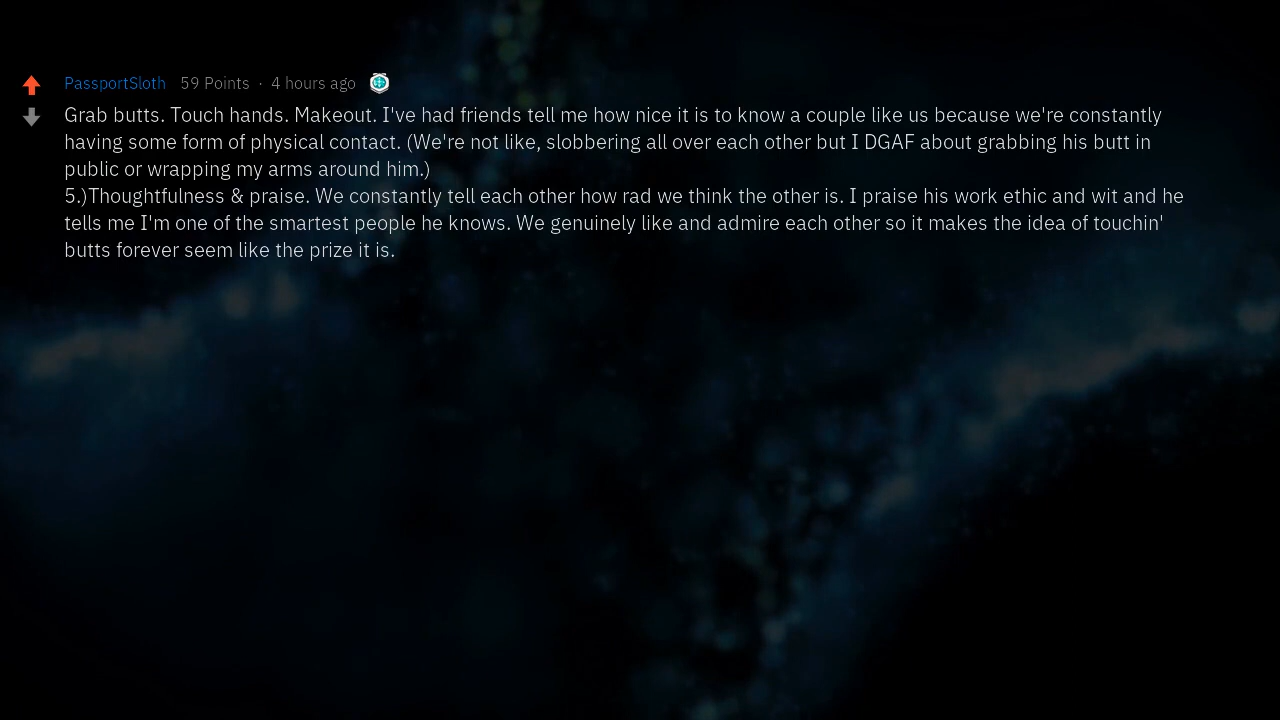 PassportSloth 59 Points · 4 hours ago
Grab butts. Touch hands. Makeout. I've had friends tell me how nice it is to know a couple like us because we're constantly
having some form of physical contact. (We're not like, slobbering all over each other but I DGAF about grabbing his butt in
public or wrapping my arms around him.)
5.)Thoughtfulness & praise. We constantly tell each other how rad we think the other is. I praise his work ethic and wit and he
tells me I'm one of the smartest people he knows. We genuinely like and admire each other so it makes the idea of touchin'
butts forever seem like the prize it is.